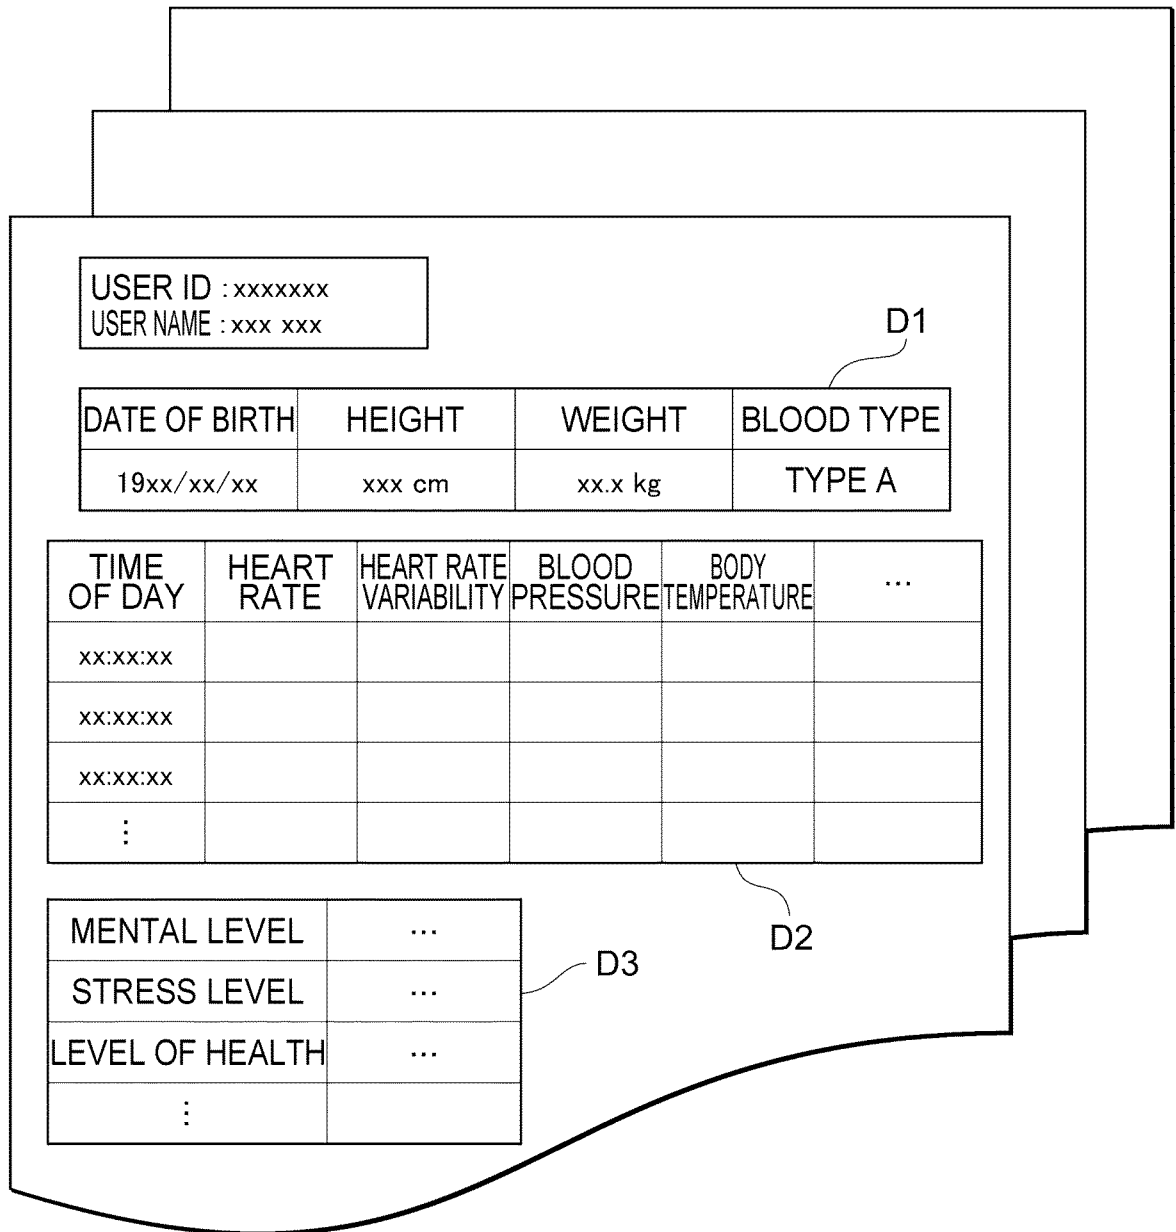 USER ID : xxxxxxx
USER NAME : xxx xxx
D1
DATE OF BIRTH HEIGHT WEIGHT BLOOD TYPE
19xx/xx/xx xxx cm xx.x kg TYPE A
TIME OF DAY HEART RATE HEART RATE VARIABILITY BLOOD PRESSURE BODY TEMPERATURE ...
xx:xx:xx
xx:xx:xx
xx:xx:xx
⋮
D2
MENTAL LEVEL ...
D3
STRESS LEVEL ...
LEVEL OF HEALTH ...
⋮